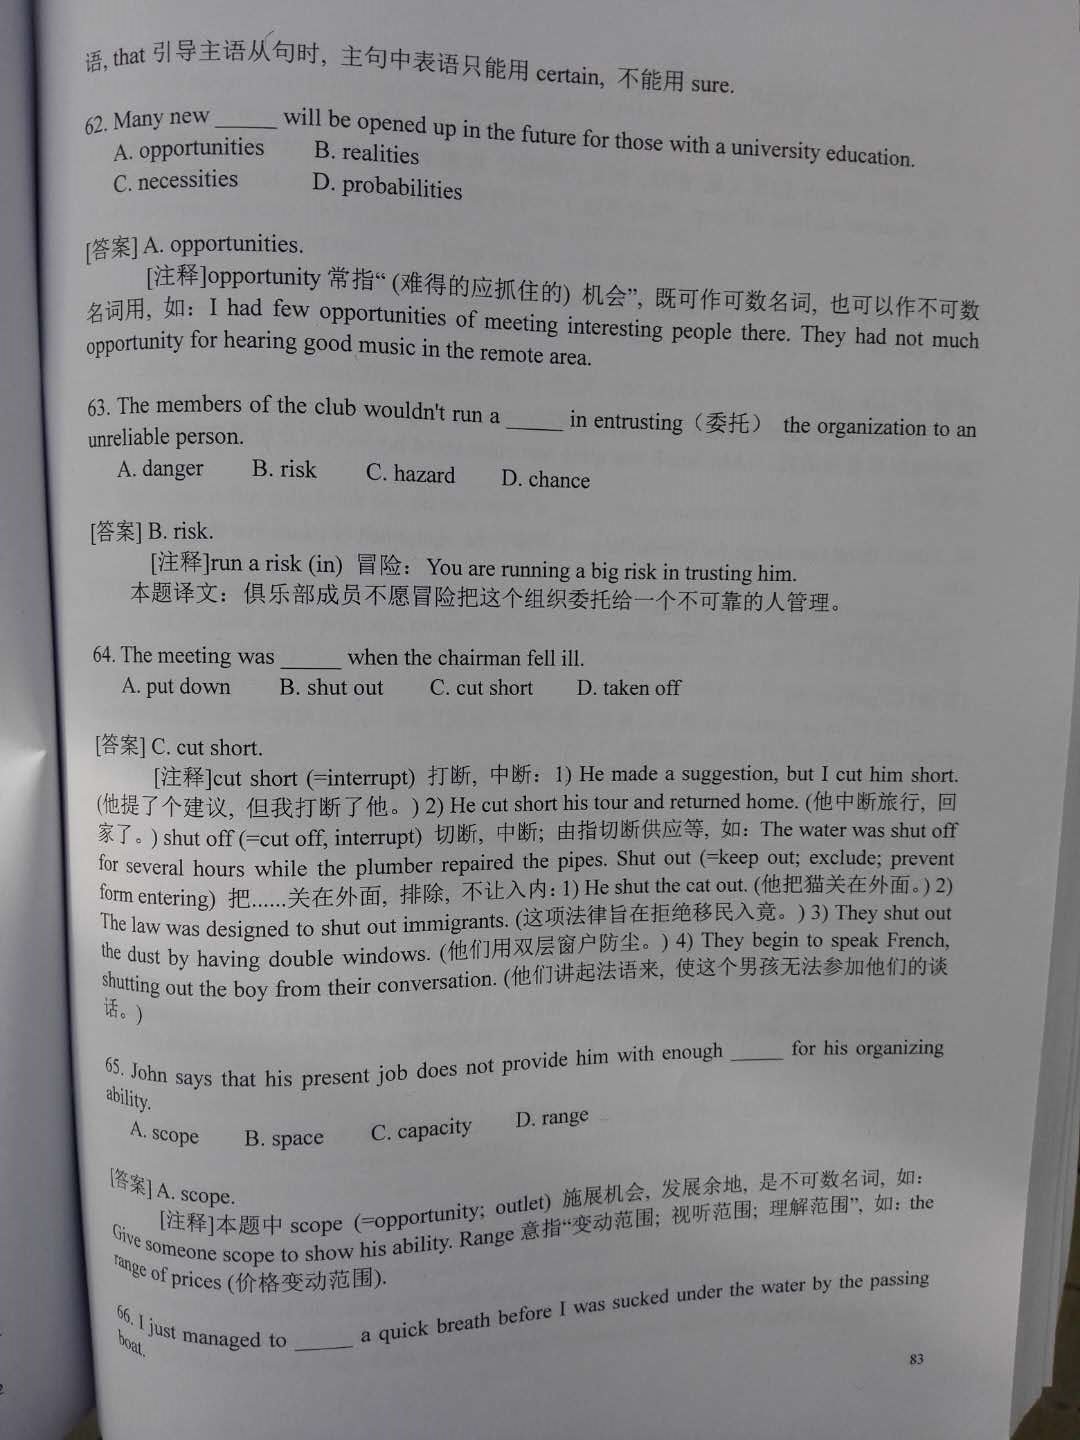 语, that 引导主语从句时, 主句中表语只能用 certain, 不能用 sure.
62. Many new _____ will be opened up in the future for those with a university education.
A. opportunities B. realities
C. necessities D. probabilities
[答案] A. opportunities.
[注释]opportunity 常指“ (难得的应抓住的) 机会”, 既可作可数名词, 也可以作不可数
名词用, 如: I had few opportunities of meeting interesting people there. They had not much
opportunity for hearing good music in the remote area.
63. The members of the club wouldn't run a _____ in entrusting（委托） the organization to an
unreliable person.
A. danger B. risk C. hazard D. chance
[答案] B. risk.
[注释]run a risk (in) 冒险: You are running a big risk in trusting him.
本题译文: 俱乐部成员不愿冒险把这个组织委托给一个不可靠的人管理。
64. The meeting was _____ when the chairman fell ill.
A. put down B. shut out C. cut short D. taken off
[答案] C. cut short.
[注释]cut short (=interrupt) 打断, 中断: 1) He made a suggestion, but I cut him short.
(他提了个建议, 但我打断了他。) 2) He cut short his tour and returned home. (他中断旅行, 回
家了。) shut off (=cut off, interrupt) 切断, 中断; 由指切断供应等, 如: The water was shut off
for several hours while the plumber repaired the pipes. Shut out (=keep out; exclude; prevent
form entering) 把......关在外面, 排除, 不让入内: 1) He shut the cat out. (他把猫关在外面。) 2)
The law was designed to shut out immigrants. (这项法律旨在拒绝移民入竟。) 3) They shut out
the dust by having double windows. (他们用双层窗户防尘。) 4) They begin to speak French,
shutting out the boy from their conversation. (他们讲起法语来, 使这个男孩无法参加他们的谈
话。)
65. John says that his present job does not provide him with enough _____ for his organizing
ability.
A. scope B. space C. capacity D. range
[答案] A. scope.
[注释]本题中 scope (=opportunity; outlet) 施展机会, 发展余地, 是不可数名词, 如:
Give someone scope to show his ability. Range 意指“变动范围; 视听范围; 理解范围”, 如: the
range of prices (价格变动范围).
66. I just managed to _____ a quick breath before I was sucked under the water by the passing
boat.
83